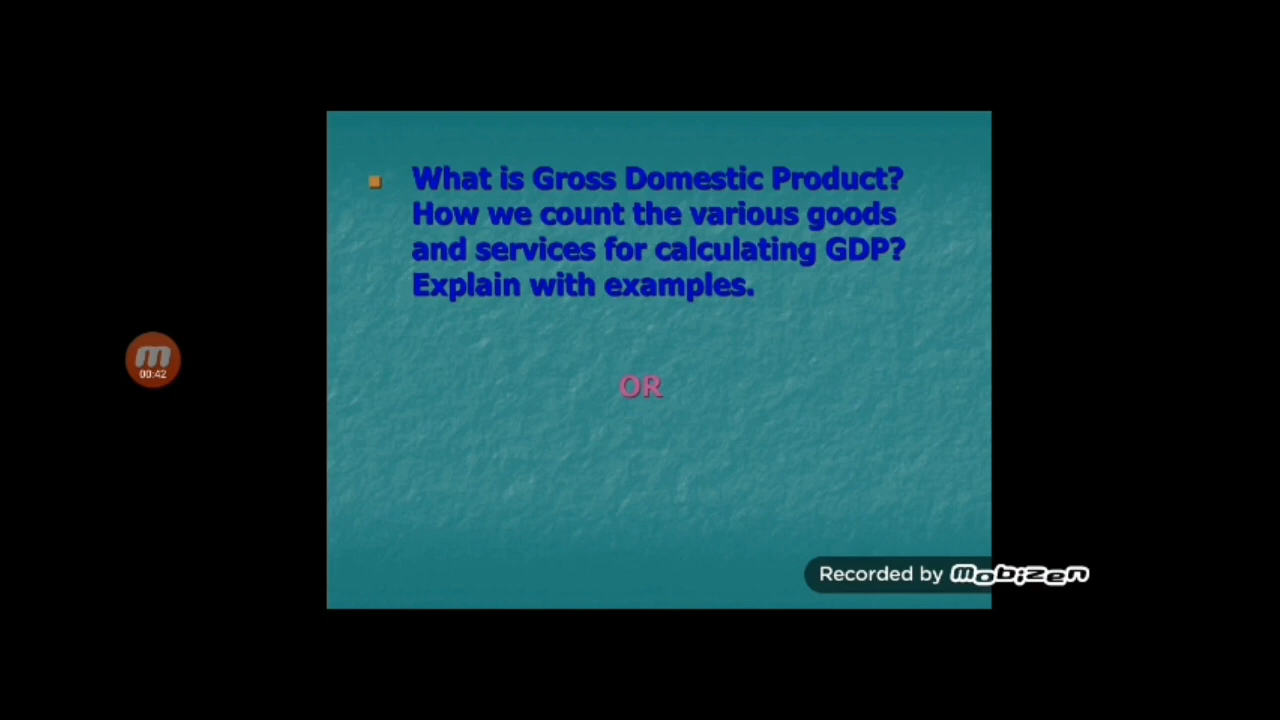 What is Gross Domestic Product?
How we count the various goods
and services for calculating GDP?
Explain with examples.
OR
m
00:42
Recorded by mobizen